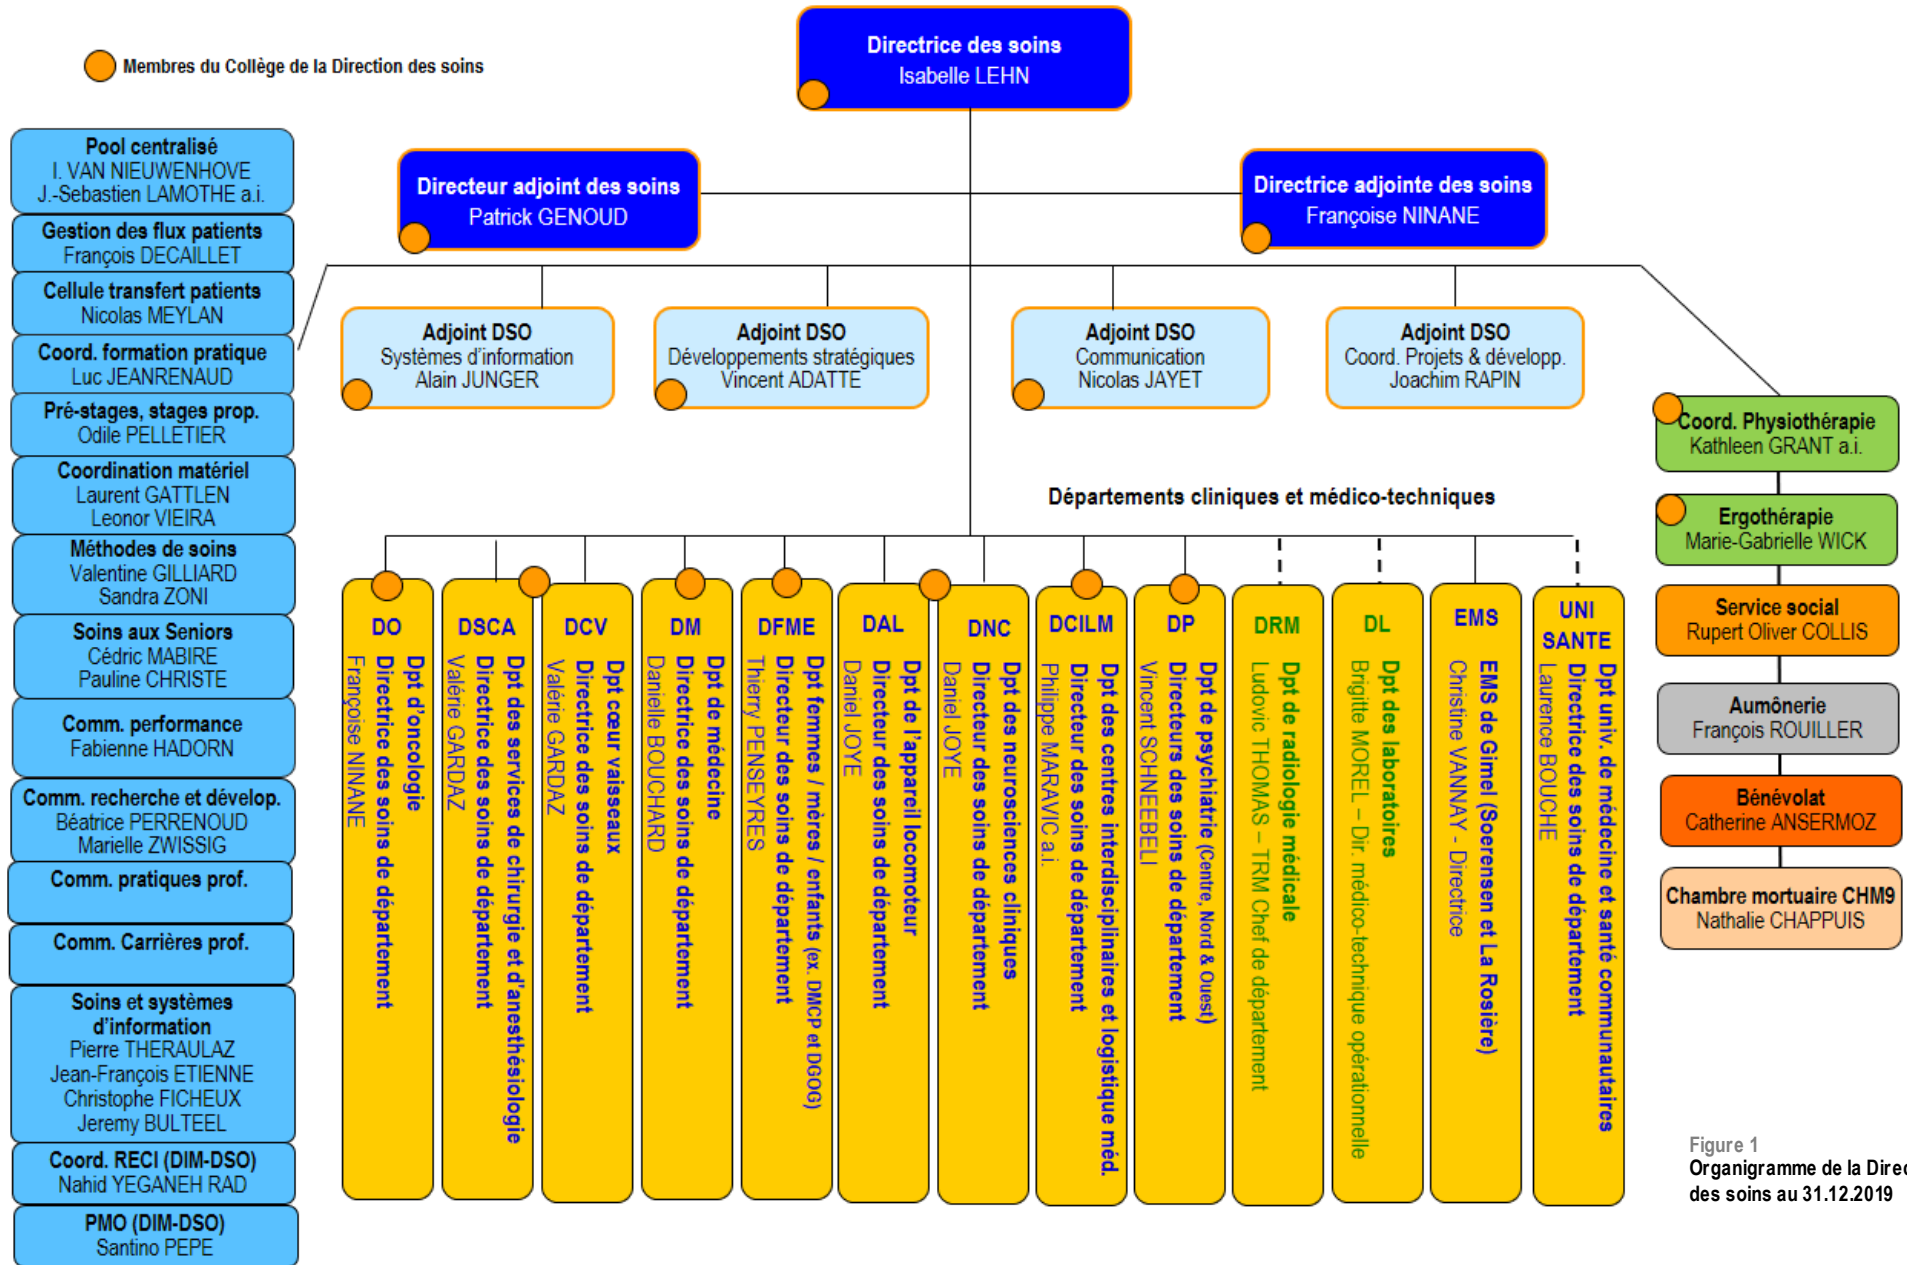 Directrice des soins
Isabelle LEHN
Membres du Collège de la Direction des soins
Directeur adjoint des soins
Patrick GENOUD
Directrice adjointe des soins
Françoise NINANE
Pool centralisé
I. VAN NIEUWENHOVE
J.-Sebastien LAMOTHE a.i.
Gestion des flux patients
François DECAILLET
Cellule transfert patients
Nicolas MEYLAN
Coord. formation pratique
Luc JEANRENAUD
Pré-stages, stages prop.
Odile PELLETIER
Coordination matériel
Laurent GATTLEN
Leonor VIEIRA
Méthodes de soins
Valentine GILLIARD
Sandra ZONI
Soins aux Seniors
Cédric MABIRE
Pauline CHRISTE
Comm. performance
Fabienne HADORN
Comm. recherche et dévelop.
Béatrice PERRENOUD
Marielle ZWISSIG
Comm. pratiques prof.
Comm. Carrières prof.
Soins et systèmes
d'information
Pierre THERAULAZ
Jean-François ETIENNE
Christophe FICHEUX
Jeremy BULTEEL
Coord. RECI (DIM-DSO)
Nahid YEGANEH RAD
PMO (DIM-DSO)
Santino PEPE
Adjoint DSO
Systèmes d'information
Alain JUNGER
Adjoint DSO
Développements stratégiques
Vincent ADATTE
Adjoint DSO
Communication
Nicolas JAYET
Adjoint DSO
Coord. Projets & développ.
Joachim RAPIN
Coord. Physiothérapie
Kathleen GRANT a.i.
Ergothérapie
Marie-Gabrielle WICK
Service social
Rupert Oliver COLLIS
Aumônerie
François ROUILLER
Bénévolat
Catherine ANSERMOZ
Chambre mortuaire CHM9
Nathalie CHAPPUIS
Départements cliniques et médico-techniques
DO
Dpt d'oncologie
Directrice des soins de département
Françoise NINANE
DSCA
Dpt des services de chirurgie et d'anesthésiologie
Directrice des soins de département
Valérie GARDAZ
DCV
Dpt cœur vaisseaux
Directrice des soins de département
Valérie GARDAZ
DM
Dpt de médecine
Directrice des soins de département
Danielle BOUCHARD
DFME
Dpt femmes / mères / enfants (ex. DMCP et DGOG)
Directeur des soins de département
Thierry PENSEYRES
DAL
Dpt de l'appareil locomoteur
Directeur des soins de département
Daniel JOYE
DNC
Dpt des neurosciences cliniques
Directeur des soins de département
Daniel JOYE
DCILM
Dpt des centres interdisciplinaires et logistique méd.
Directeur des soins de département
Philippe MARAVIC a.i.
DP
Dpt de psychiatrie (Centre, Nord & Ouest)
Directeurs des soins de département
Vincent SCHNEEBELI
DRM
Dpt de radiologie médicale
Ludovic THOMAS – TRM Chef de département
DL
Dpt des laboratoires
Brigitte MOREL – Dir. médico-technique opérationnelle
EMS
EMS de Gimel (Soerensen et La Rosière)
Christine VANNAY - Directrice
UNI
SANTE
Dpt univ. de médecine et santé communautaires
Directrice des soins de département
Laurence BOUCHE
Figure 1
Organigramme de la Direc
des soins au 31.12.2019